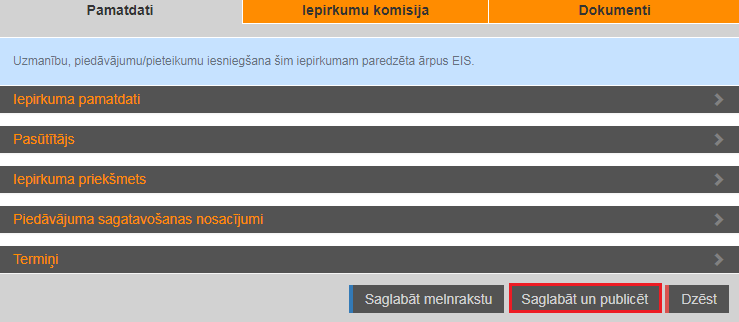 Pamatdati Iepirkumu komisija Dokumenti
Uzmanību, piedāvājumu/pieteikumu iesniegšana šim iepirkumam paredzēta ārpus EIS.
Iepirkuma pamatdati
Pasūtītājs
Iepirkuma priekšmets
Piedāvājuma sagatavošanas nosacījumi
Termiņi
Saglabāt melnrakstu Saglabāt un publicēt Dzēst